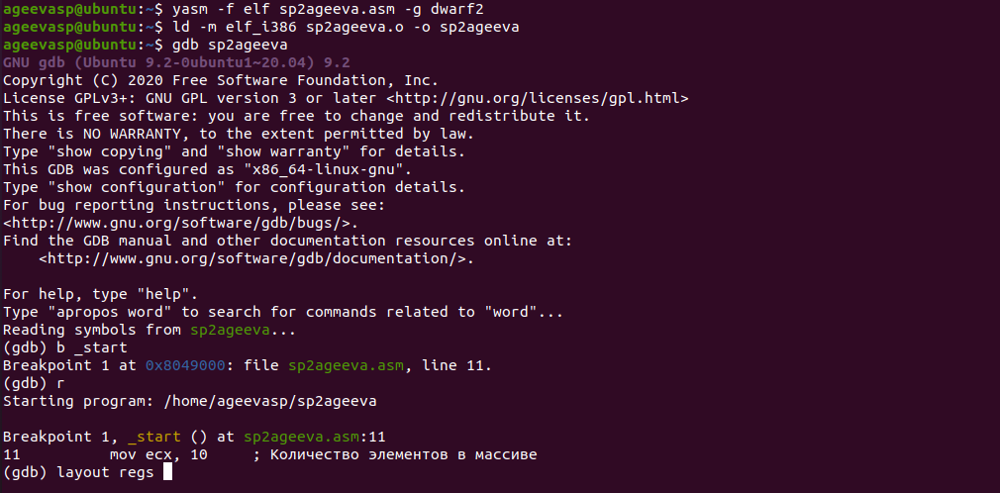 ageevasp@ubuntu:~$ yasm -f elf sp2ageeva.asm -g dwarf2
ageevasp@ubuntu:~$ ld -m elf_i386 sp2ageeva.o -o sp2ageeva
ageevasp@ubuntu:~$ gdb sp2ageeva
GNU gdb (Ubuntu 9.2-0ubuntu1~20.04) 9.2
Copyright (C) 2020 Free Software Foundation, Inc.
License GPLv3+: GNU GPL version 3 or later <http://gnu.org/licenses/gpl.html>
This is free software: you are free to change and redistribute it.
There is NO WARRANTY, to the extent permitted by law.
Type "show copying" and "show warranty" for details.
This GDB was configured as "x86_64-linux-gnu".
Type "show configuration" for configuration details.
For bug reporting instructions, please see:
<http://www.gnu.org/software/gdb/bugs/>.
Find the GDB manual and other documentation resources online at:
    <http://www.gnu.org/software/gdb/documentation/>.

For help, type "help".
Type "apropos word" to search for commands related to "word"...
Reading symbols from sp2ageeva...
(gdb) b _start
Breakpoint 1 at 0x8049000: file sp2ageeva.asm, line 11.
(gdb) r
Starting program: /home/ageevasp/sp2ageeva

Breakpoint 1, _start () at sp2ageeva.asm:11
11          mov ecx, 10     ; Количество элементов в массиве
(gdb) layout regs